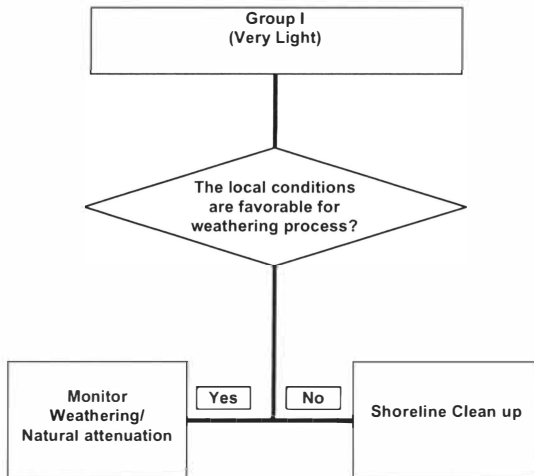 Group I
(Very Light)
The local conditions
are favorable for
weathering process?
Yes
No
Monitor
Weathering/
Natural attenuation
Shoreline Clean up